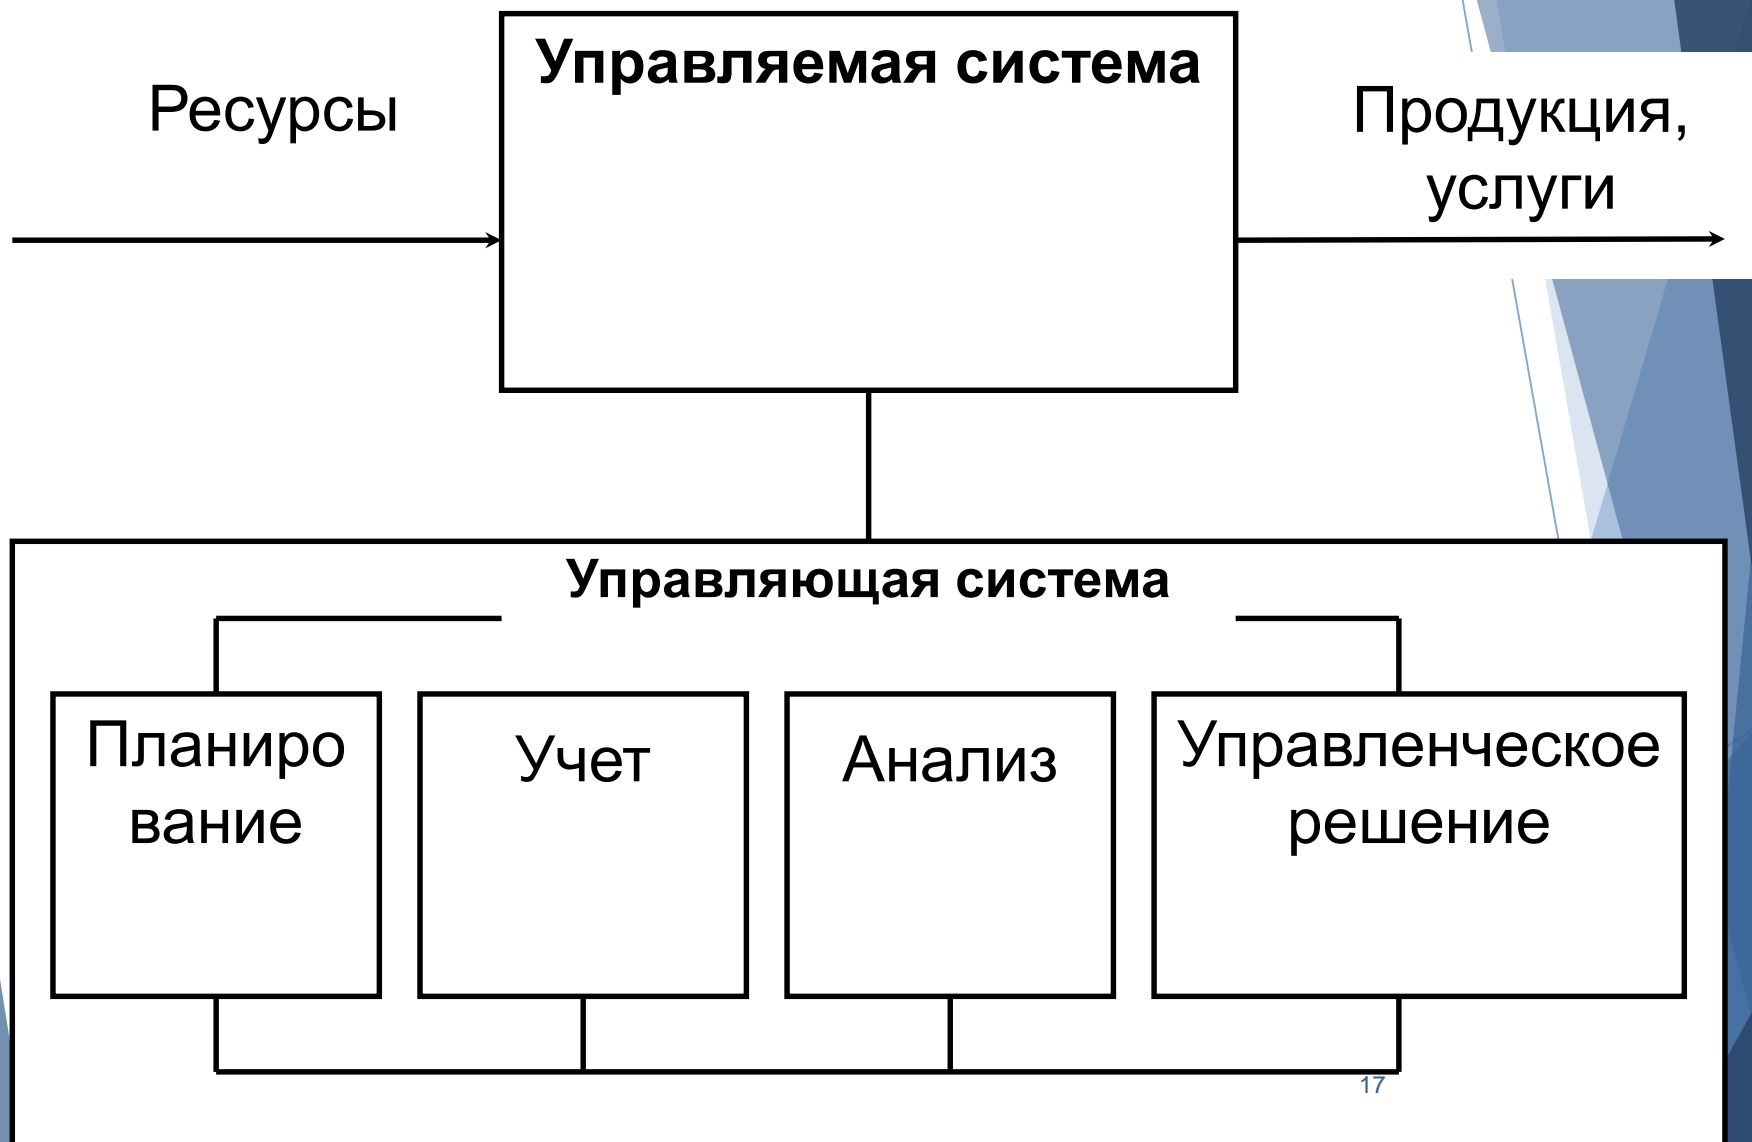 Управляемая система
Ресурсы
Продукция,
услуги
Управляющая система
Планиро
вание
Учет
Анализ
Управленческое
решение
17